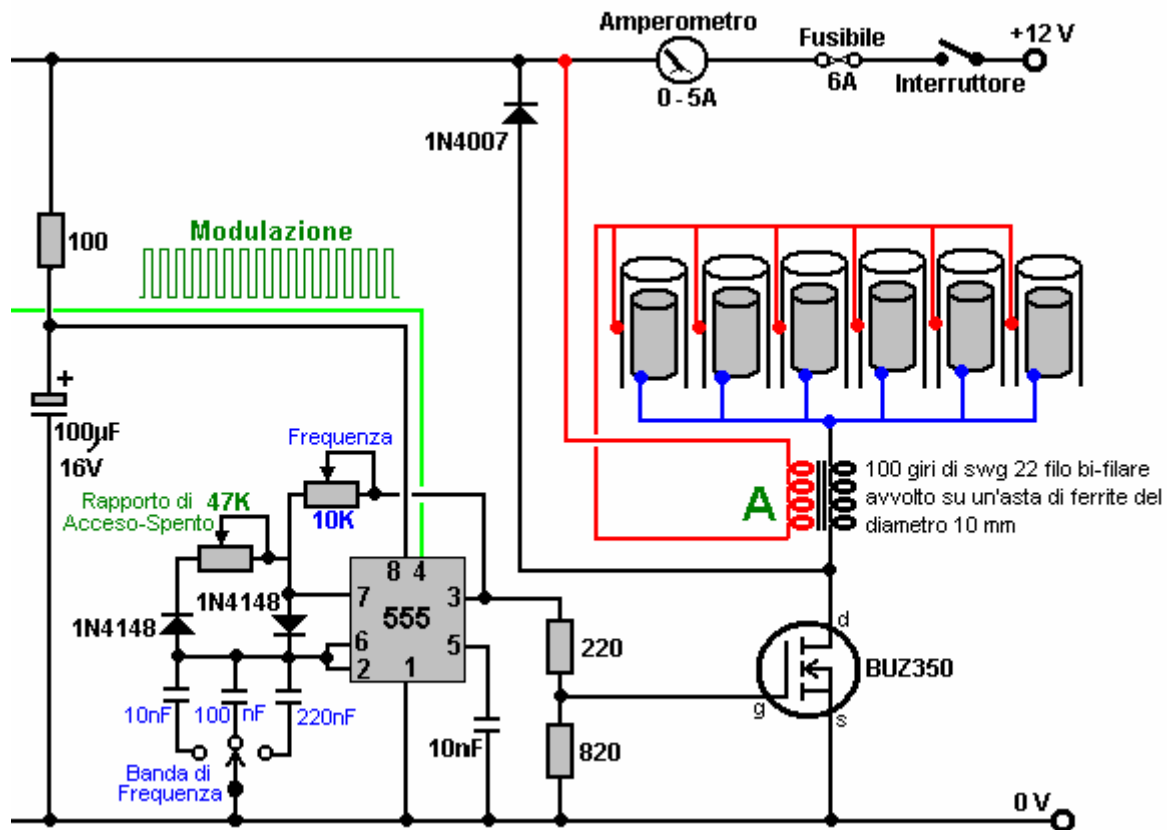 Amperometro
Fusibile
+12 V
0 - 5A
6A
Interruttore
1N4007
100
Modulazione
+
100µF
16V
Frequenza
Rapporto di 47K
Acceso-Spento
10K
A
100 giri di swg 22 filo bi-filare
avvolto su un'asta di ferrite del
diametro 10 mm
8 4
1N4148
7
3
555
1N4148
6
5
2
1
220
d
BUZ350
g
s
10nF
100 nF
220nF
10nF
820
Banda di
Frequenza
0 V